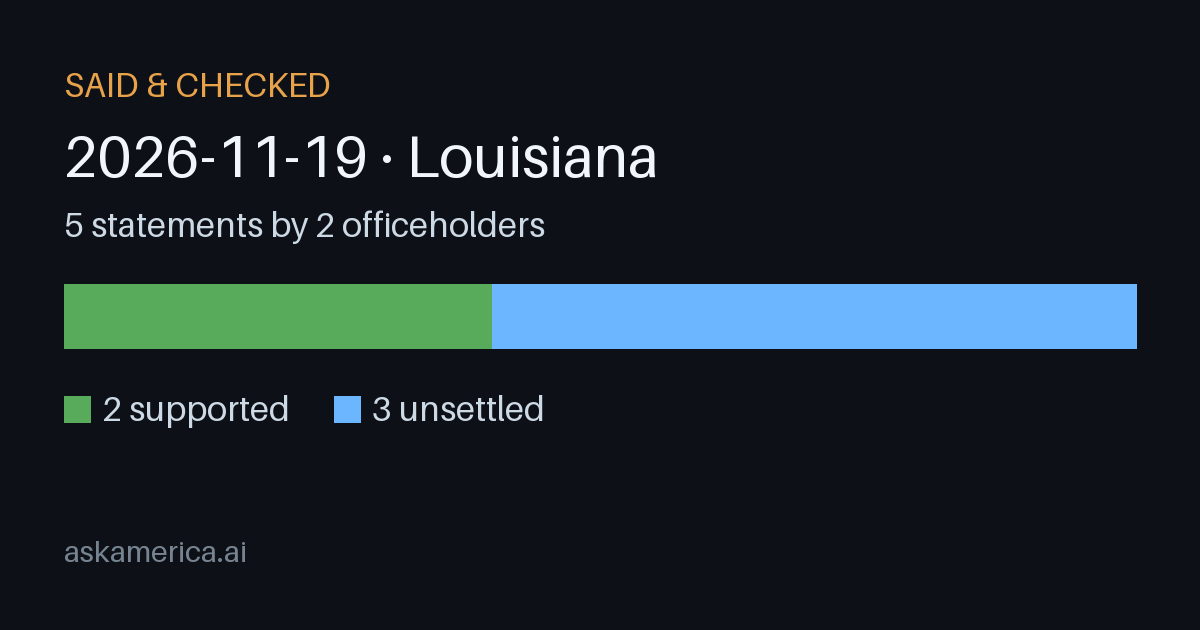 SAID & CHECKED
2026-11-19 · Louisiana
5 statements by 2 officeholders
2 supported
3 unsettled
askamerica.ai